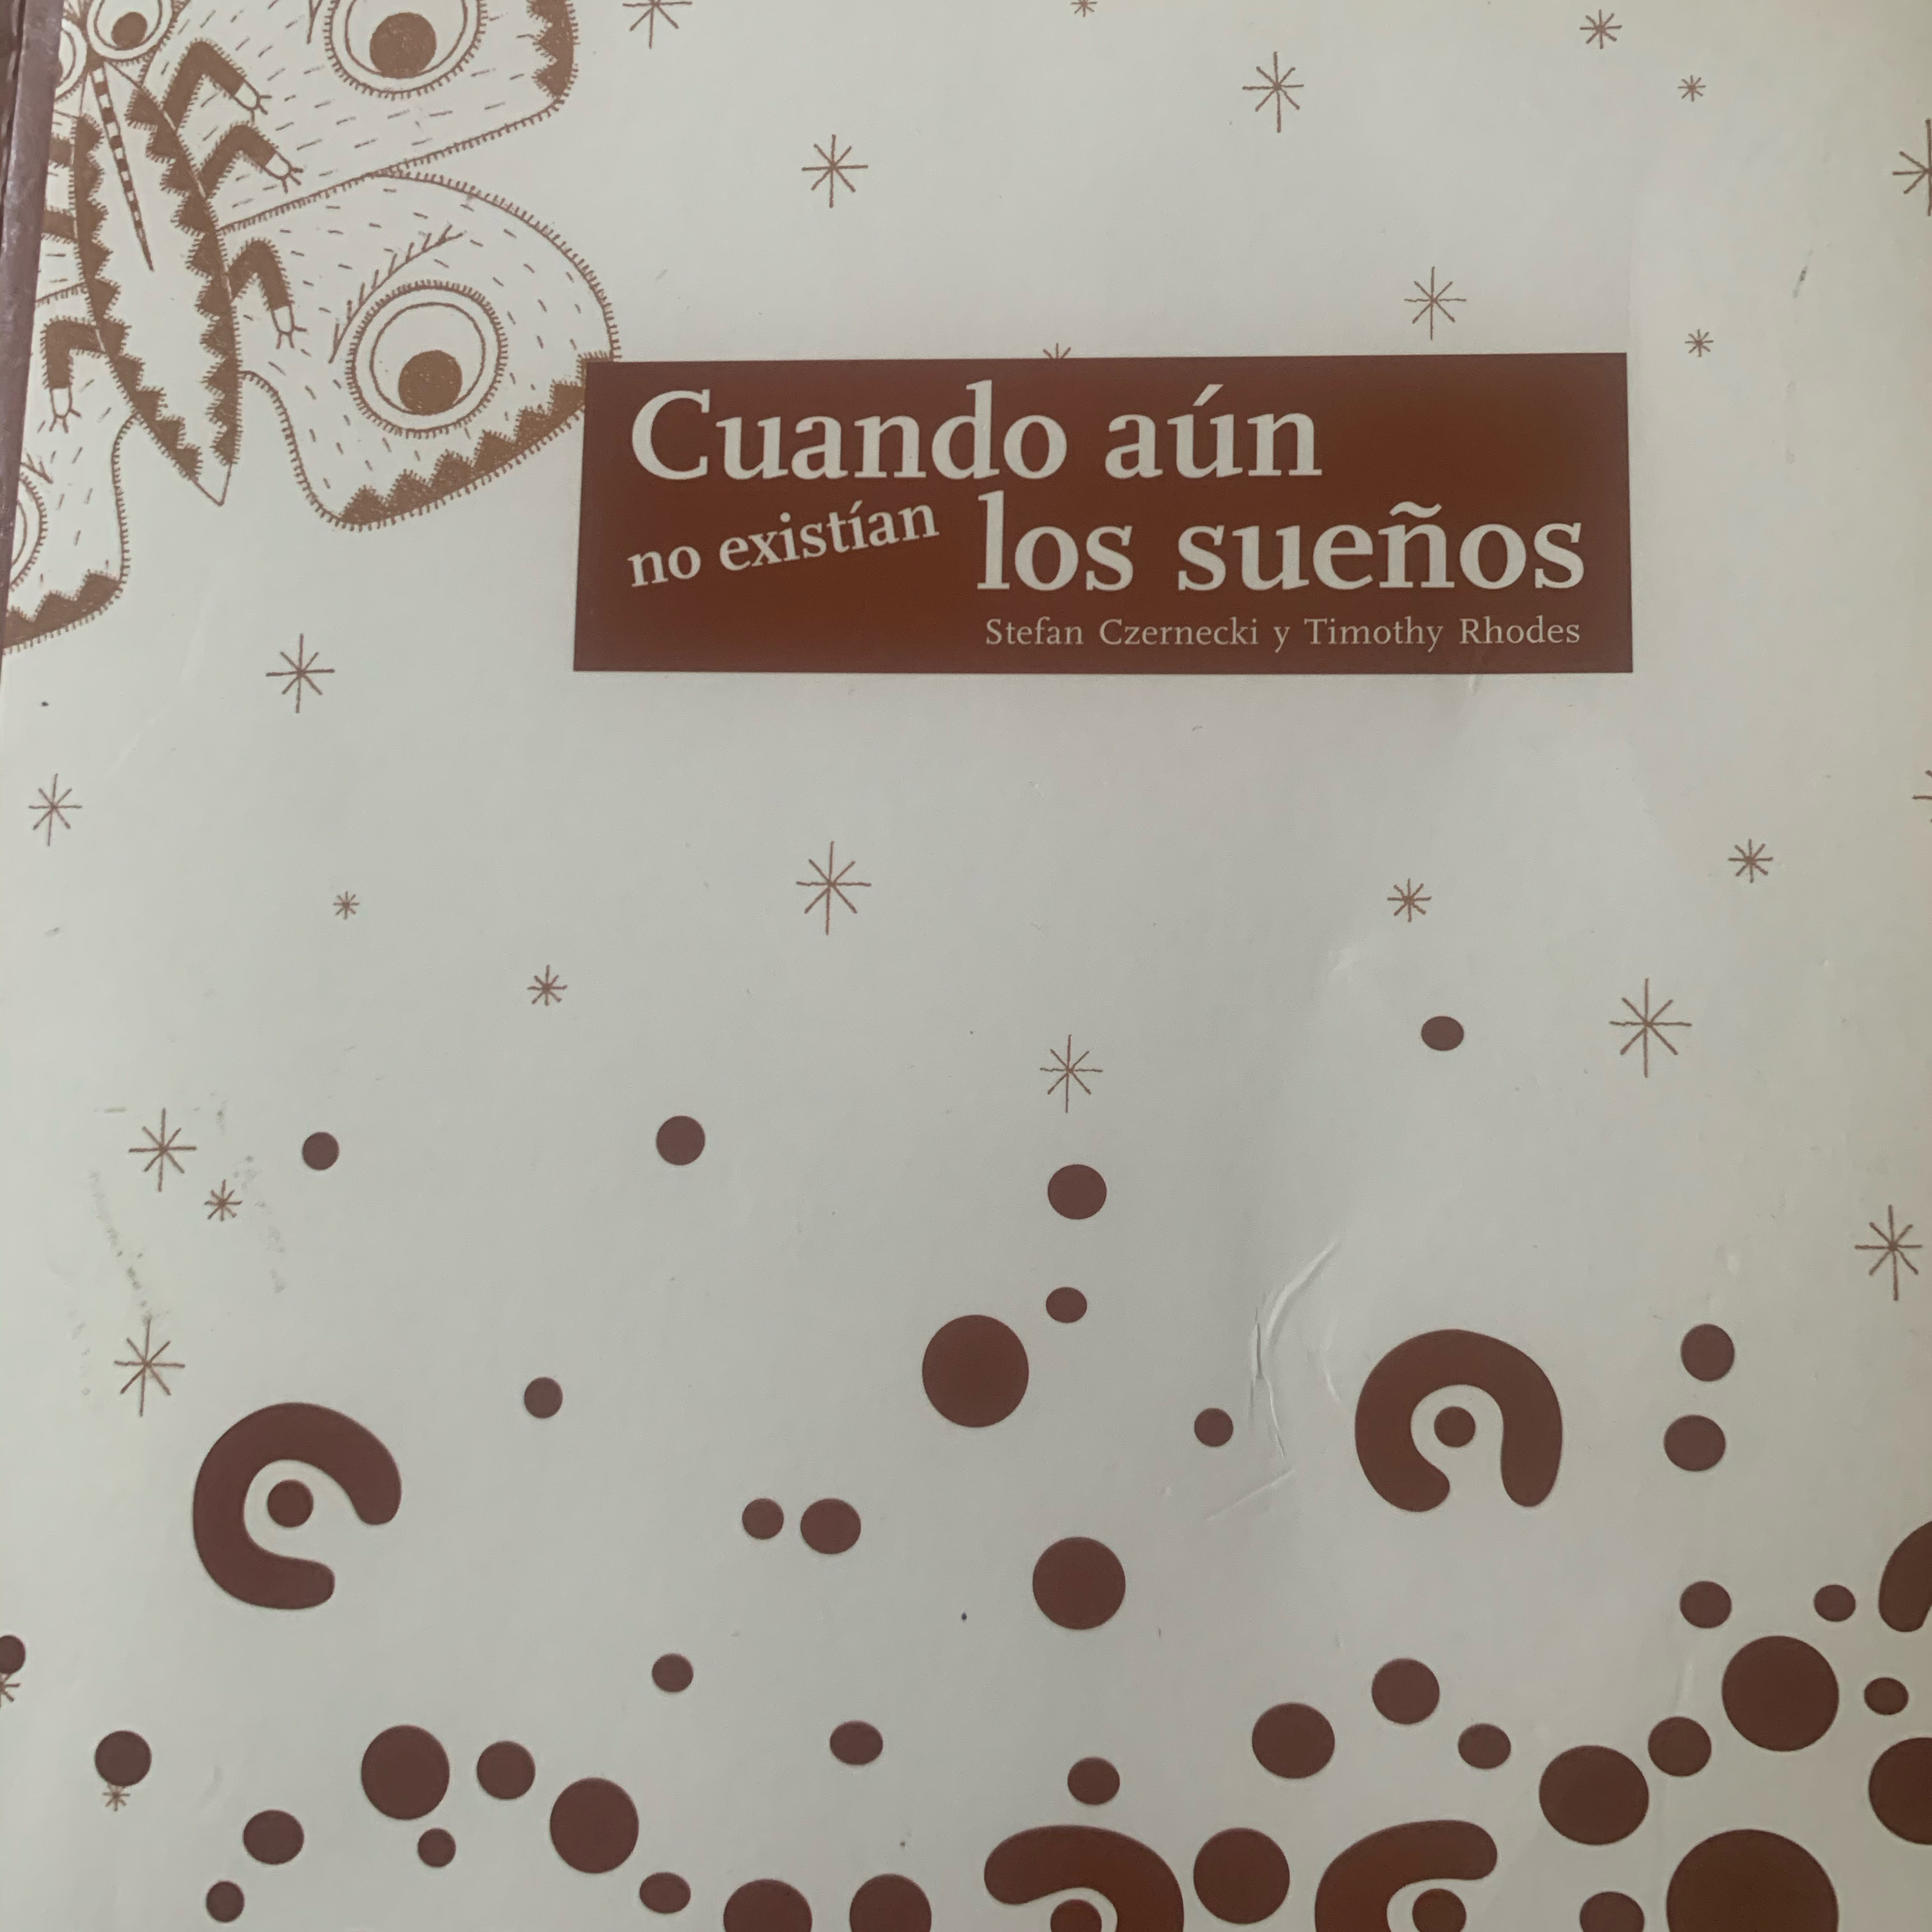 Cuando aún
no existían los sueños
Stefan Czernecki y Timothy Rhodes